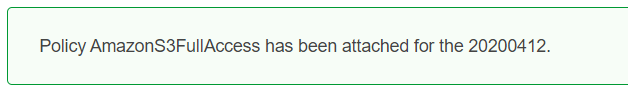 Policy AmazonS3FullAccess has been attached for the 20200412.